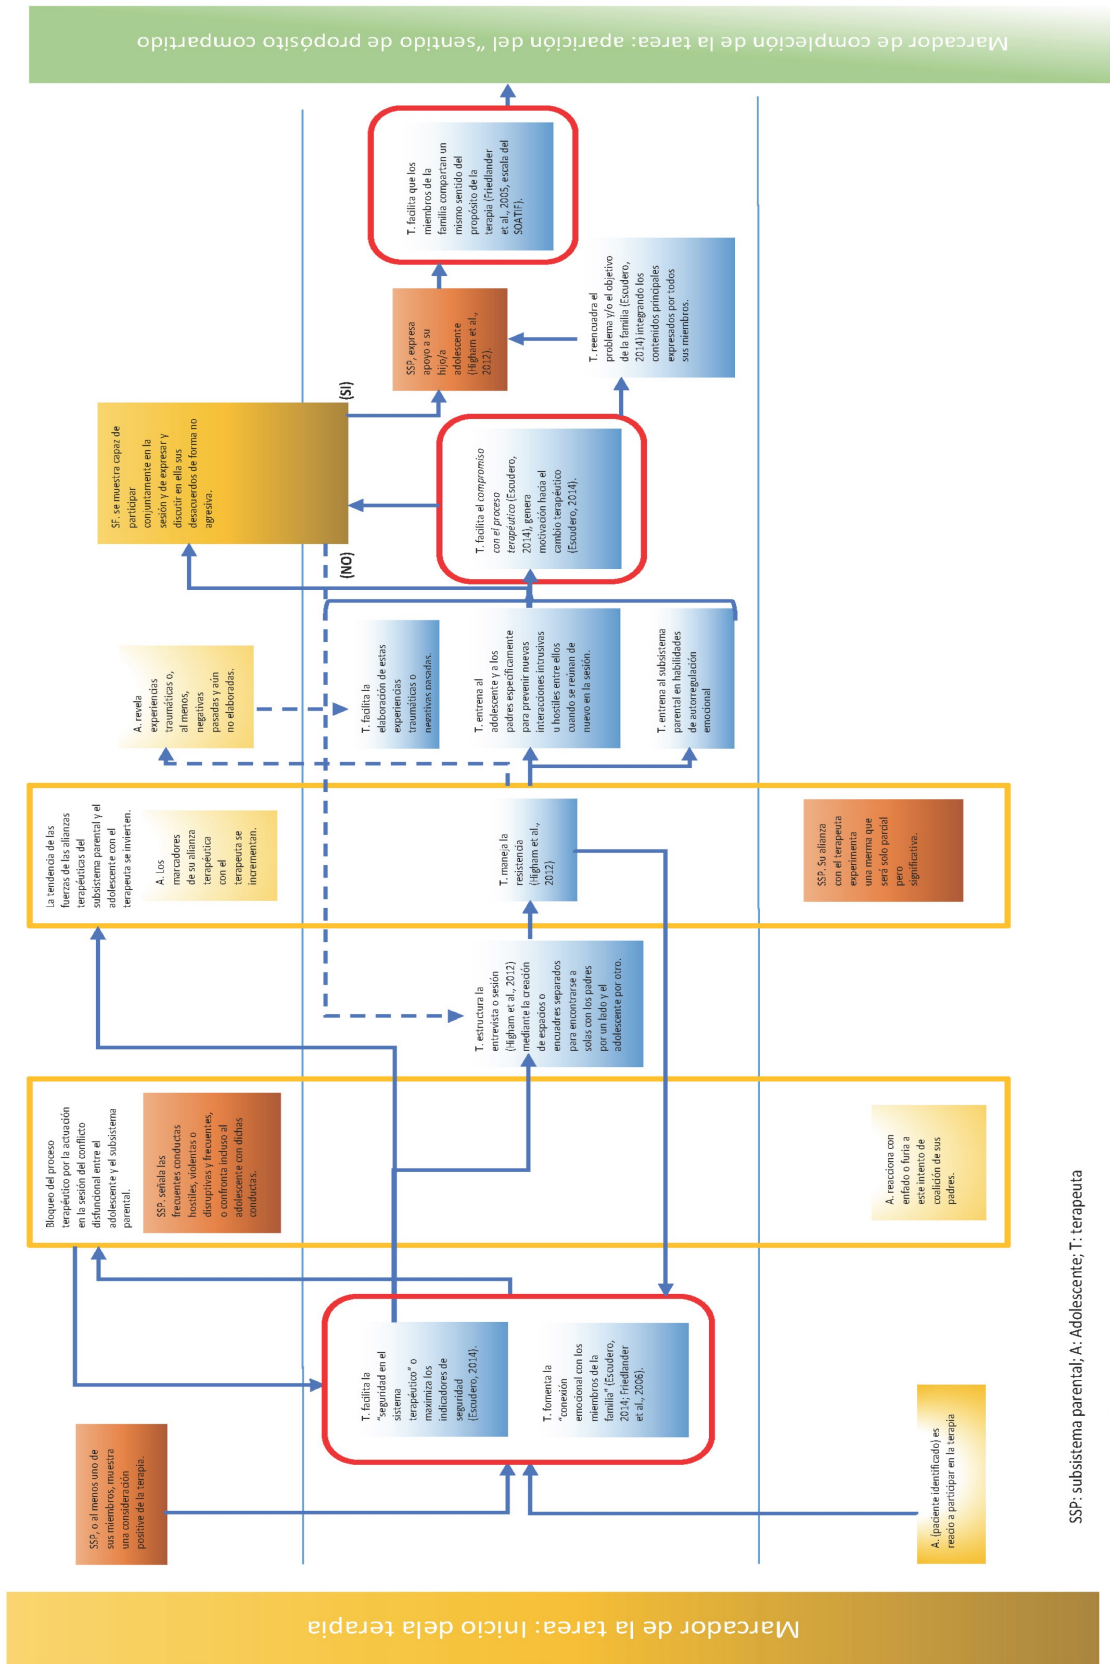 Marcador de la tarea: Inicio dela terapia
SSP, o al menos uno de
sus miembros, muestra
una consideración
positive de la terapia.
A. (paciente identificado) es
reacio a participar en la terapia
T. facilita la
"seguridad en el
sistema
terapéutico" o
maximiza los
indicadores de
seguridad
(Escudero, 2014).
T. fomenta la
"conexión
emocional con los
miembros de la
familia" (Escudero,
2014; Friedlander
et al., 2006).
Bloqueo del proceso
terapéutico por la actuación
en la sesión del conflicto
disfuncional entre el
adolescente y el subsistema
parental.
SSP. señala las
frecuentes conductas
hostiles, violentas o
disruptivas y frecuentes,
o confronta incluso al
adolescente con dichas
conductas.
A. reacciona con
enfado o furia a
este intento de
coalición de sus
padres.
T. estructura la
entrevista o sesión
(Higham et al., 2012)
mediante la creación
de espacios o
encuadres separados
para encontrarse a
solas con los padres
por un lado y el
adolescente por otro.
La tendencia de las
fuerzas de las alianzas
terapéuticas del
subsistema parental y el
adolescente con el
terapeuta se invierten.
A. Los
marcadores
de su alianza
terapéutica
con el
terapeuta se
incrementan.
T. maneja la
resistencia
(Higham et al.,
2012)
SSP. Su alianza
con el terapeuta
experimenta
una merma que
será solo parcial
pero
significativa.
A. revela
experiencias
traumáticas o,
al menos,
negativas
pasadas y aún
no elaboradas.
T. facilita la
elaboración de estas
experiencias
traumáticas o
negativas pasadas.
T. entrena al
adolescente y a los
padres específicamente
para prevenir nuevas
interacciones intrusivas
u hostiles entre ellos
cuando se reúnan de
nuevo en la sesión.
T. entrena al subsistema
parental en habilidades
de autorregulación
emocional
SF. se muestra capaz de
participar
conjuntamente en la
sesión y de expresar y
discutir en ella sus
desacuerdos de forma no
agresiva.
(NO)
(SI)
T. facilita el compromiso
con el proceso
terapéutico (Escudero,
2014), genera
motivación hacia el
cambio terapéutico
(Escudero, 2014).
SSP, expresa
apoyo a su
hijo/a
adolescente
(Higham et al.,
2012).
T. reencuadra el
problema y/o el objetivo
de la familia (Escudero,
2014) integrando los
contenidos principales
expresados por todos
sus miembros.
T. facilita que los
miembros de la
familia compartan un
mismo sentido del
propósito de la
terapia (Friedlander
et al., 2005, escala del
SOATIF).
Marcador de compleción de la tarea: aparición del "sentido de propósito compartido
SSP: subsistema parental; A: Adolescente; T: terapeuta